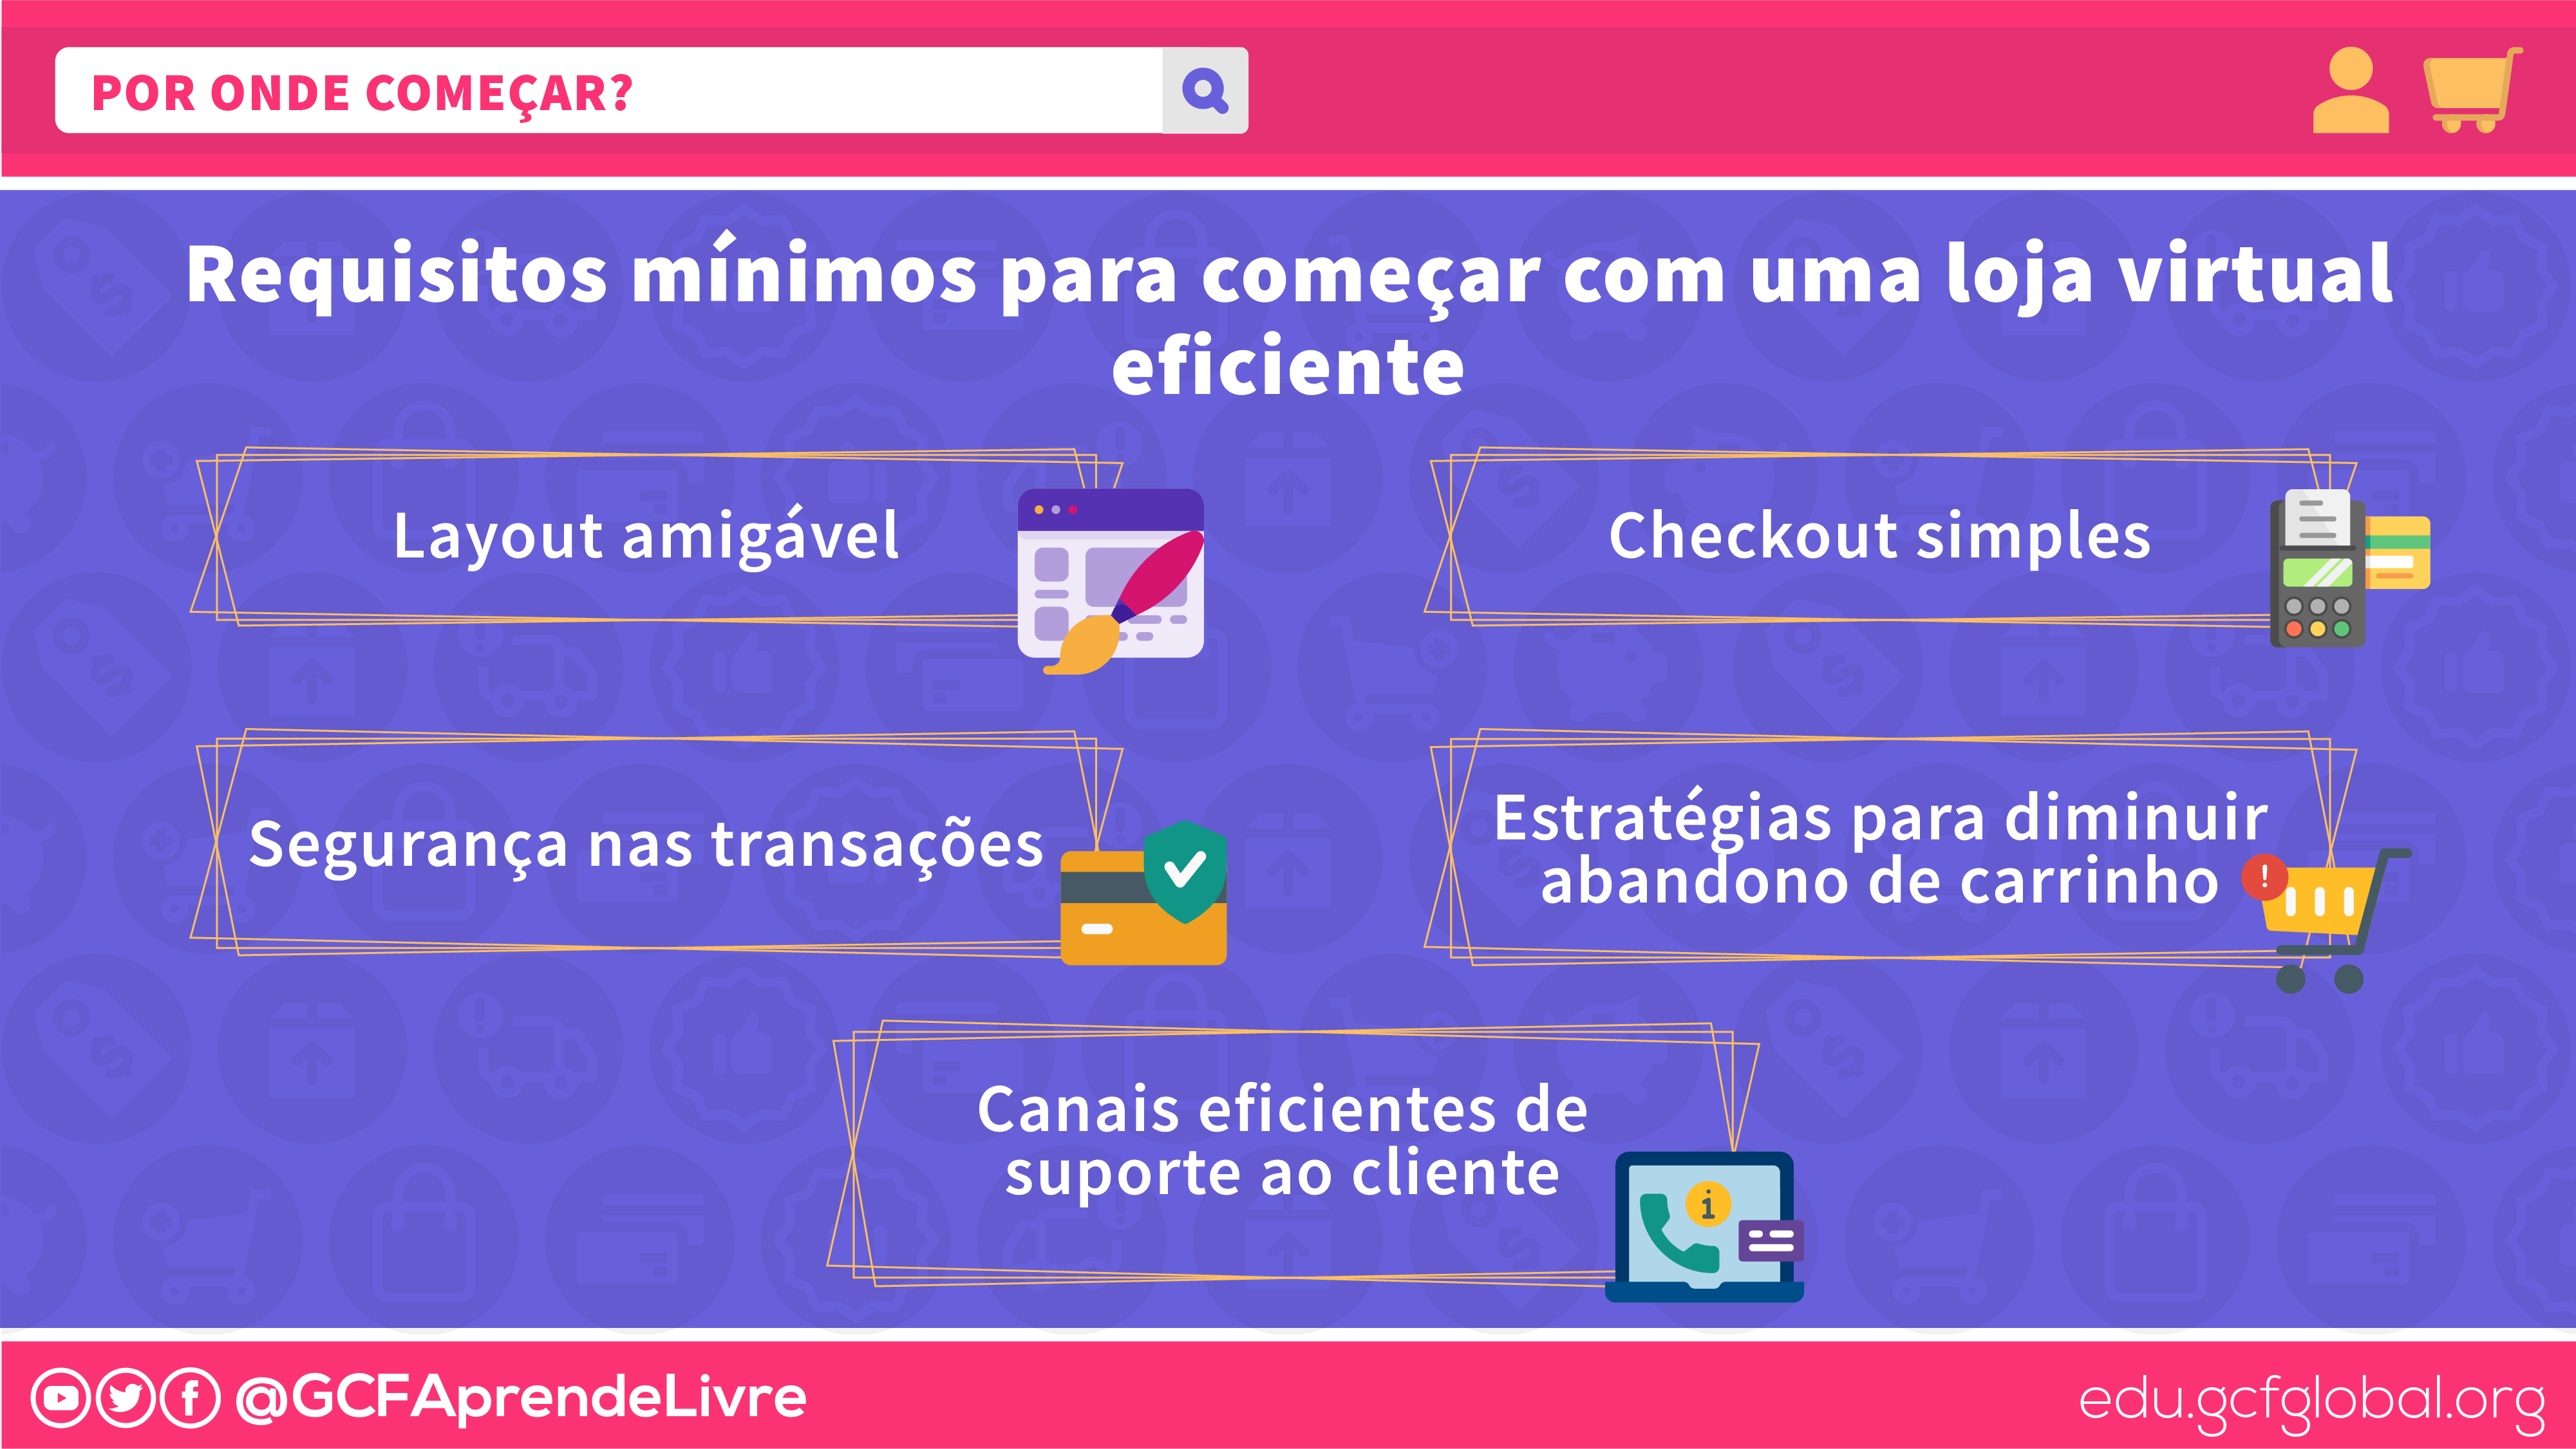 POR ONDE COMEÇAR?
Requisitos mínimos para começar com uma loja virtual
eficiente
Layout amigável
Checkout simples
Segurança nas transações
Estratégias para diminuir
abandono de carrinho
Canais eficientes de
suporte ao cliente
@GCFAprendeLivre
edu.gcfglobal.org